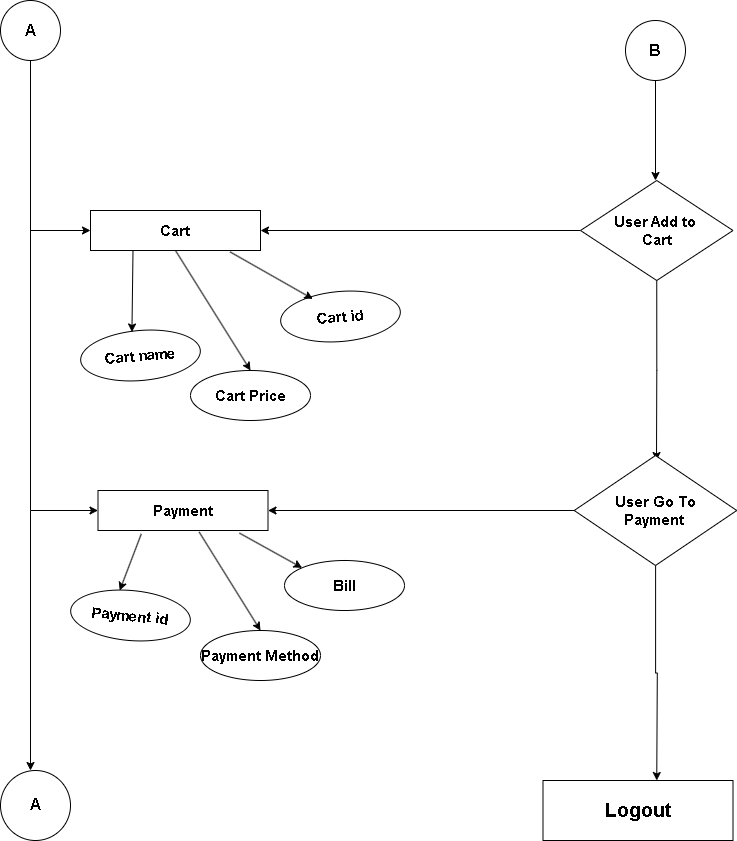 A
B
User Add to
Cart
Cart
Cart id
Cart name
Cart Price
User Go To
Payment
Payment
Bill
Payment id
Payment Method
A
Logout